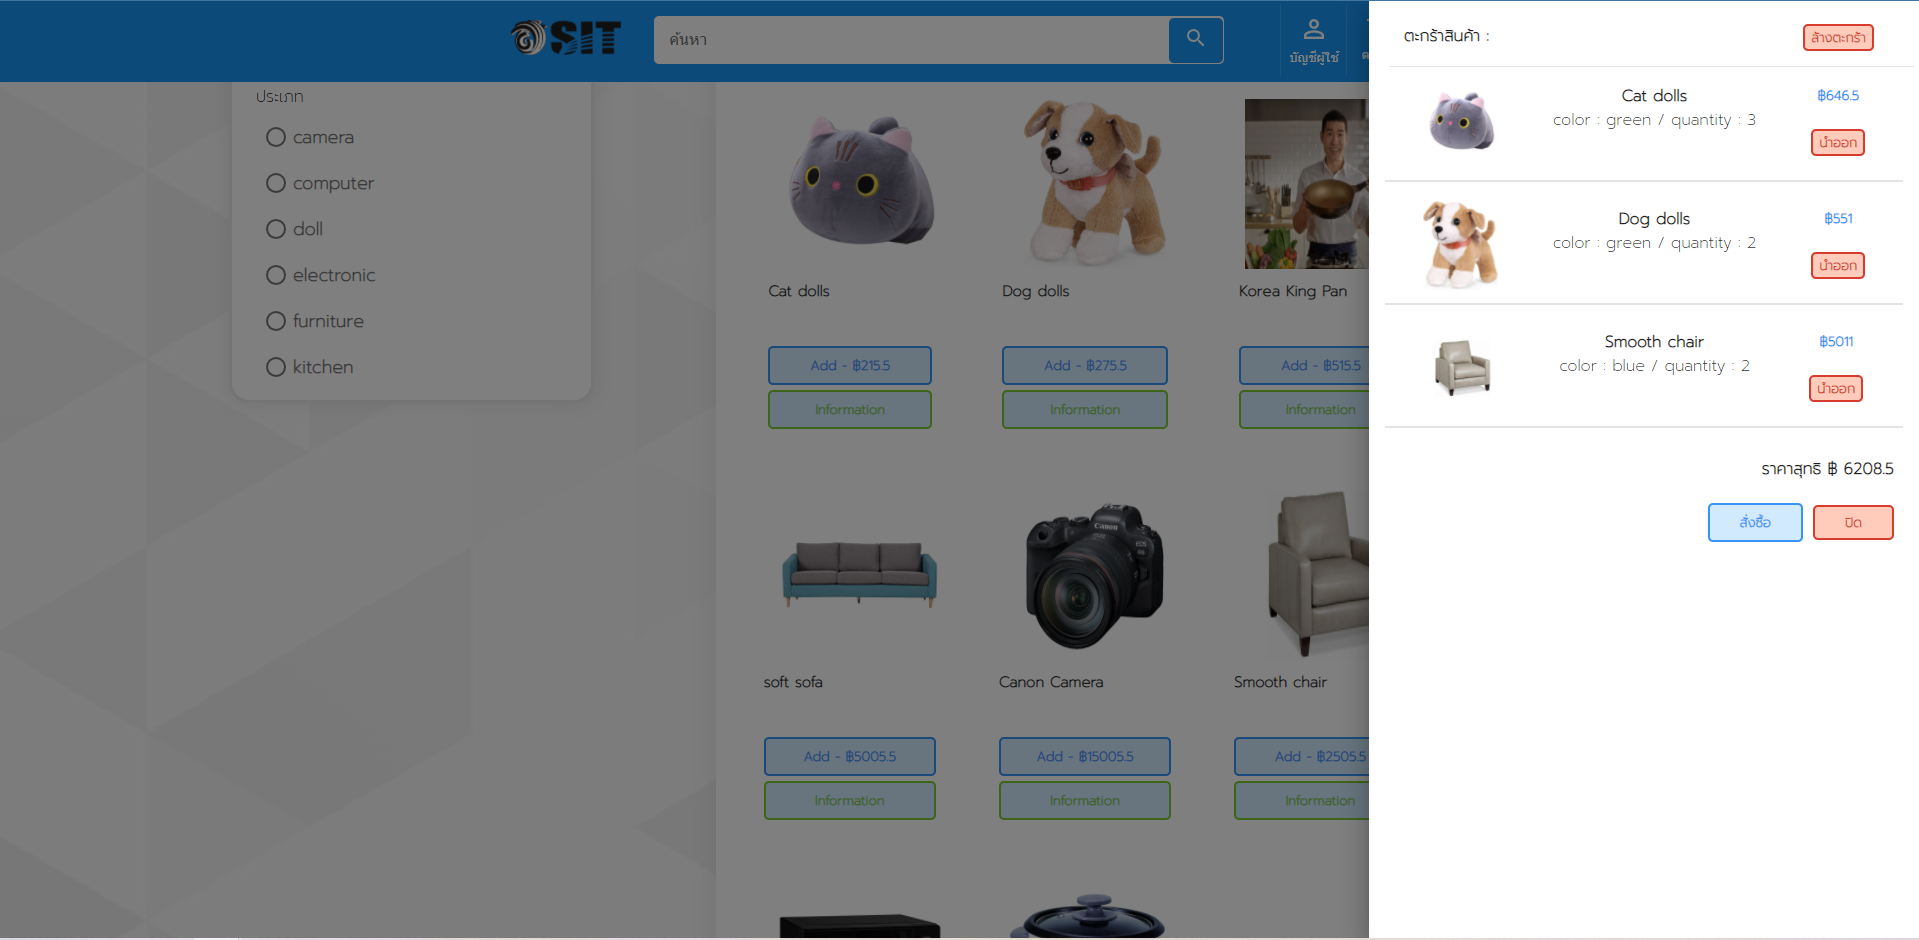 SIT
ค้นหา
บัญชีผู้ใช้
ประเภท
camera
computer
doll
electronic
furniture
kitchen
Cat dolls
Dog dolls
Korea King Pan
Add - ฿215.5
Add - ฿275.5
Add - ฿515.5
Information
Information
Information
soft sofa
Canon Camera
Smooth chair
Add - ฿5005.5
Add - ฿15005.5
Add - ฿2505.5
Information
Information
Information
ตะกร้าสินค้า :
ล้างตะกร้า
Cat dolls
฿646.5
color : green / quantity : 3
นำออก
Dog dolls
฿551
color : green / quantity : 2
นำออก
Smooth chair
฿5011
color : blue / quantity : 2
นำออก
ราคาสุทธิ ฿ 6208.5
สั่งซื้อ
ปิด
Canon
EOS